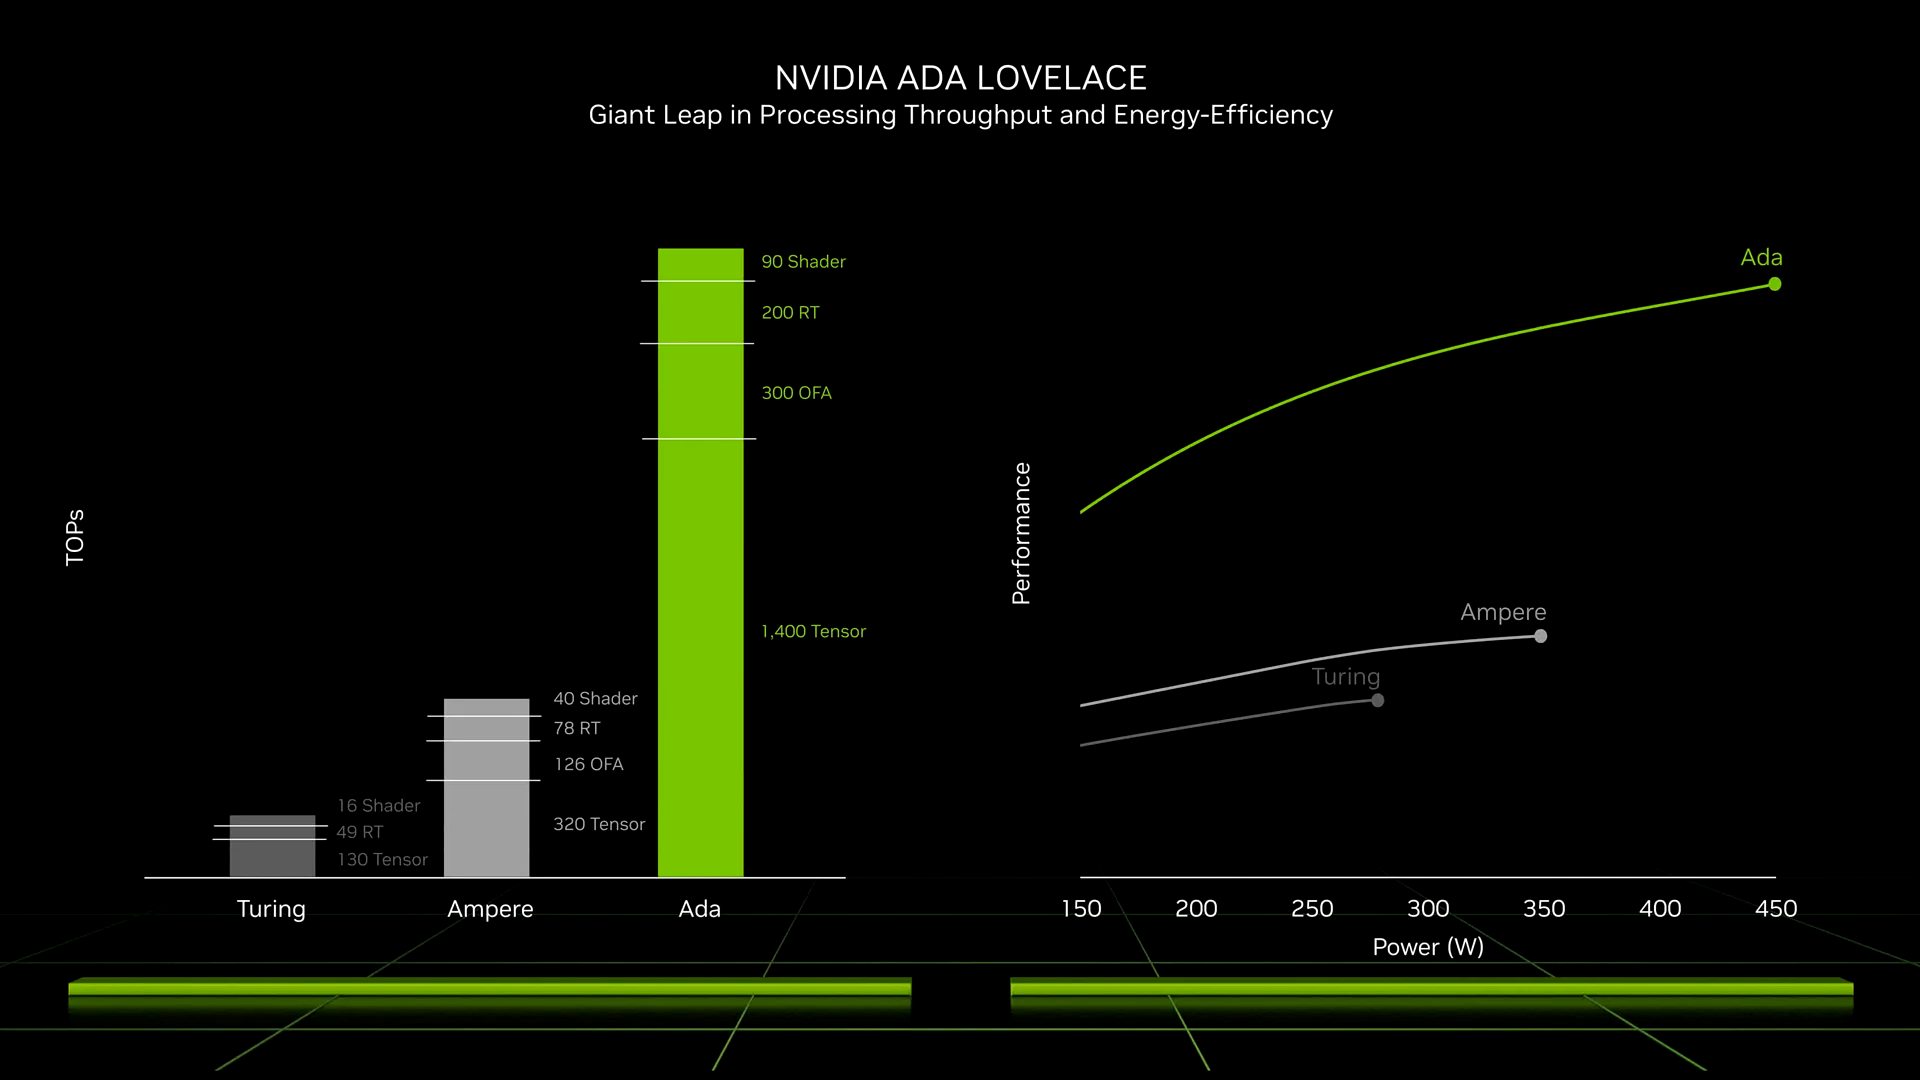 NVIDIA ADA LOVELACE
Giant Leap in Processing Throughput and Energy-Efficiency
TOPs
16 Shader
49 RT
130 Tensor
Turing
40 Shader
78 RT
126 OFA
320 Tensor
Ampere
90 Shader
200 RT
300 OFA
1,400 Tensor
Ada
Performance
Ada
Ampere
Turing
150 200 250 300 350 400 450
Power (W)